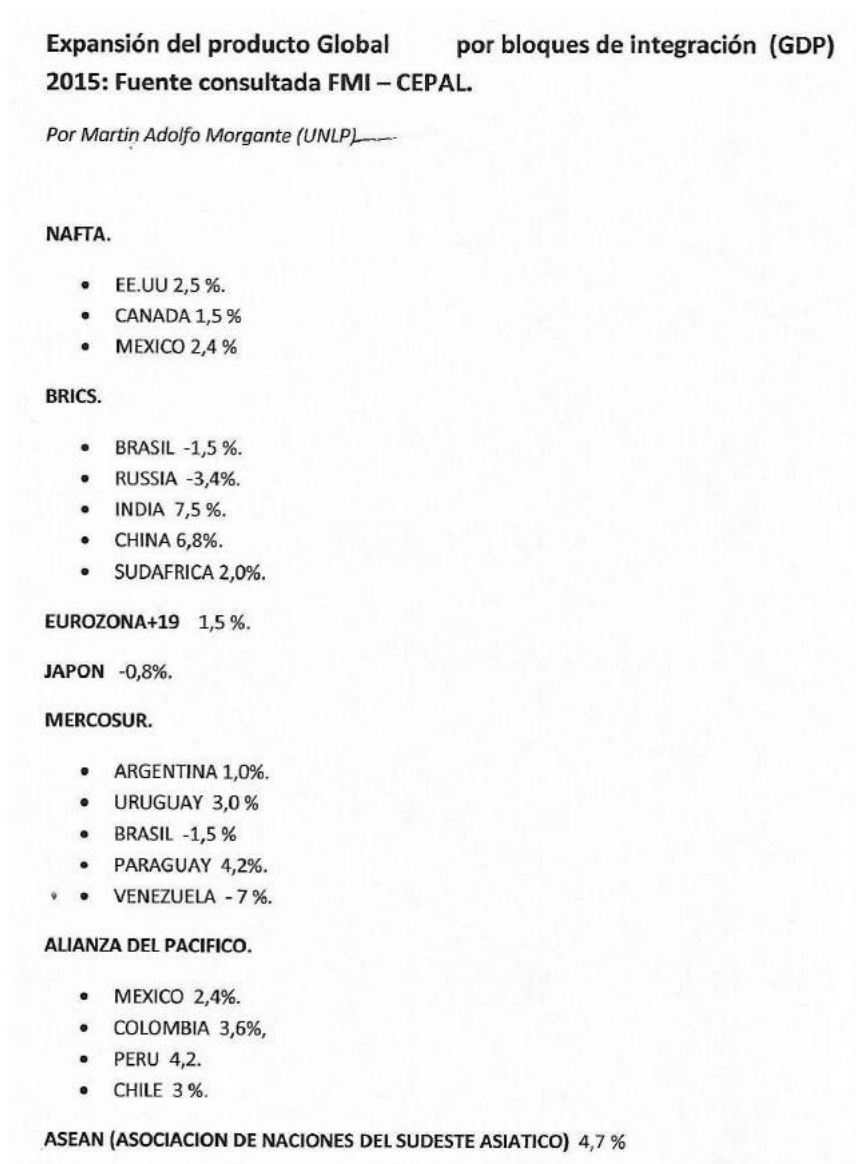 Expansión del producto Global por bloques de integración (GDP)
2015: Fuente consultada FMI – CEPAL.
Por Martin Adolfo Morgante (UNLP)
NAFTA.
• EE.UU 2,5 %.
• CANADA 1,5 %
• MEXICO 2,4 %
BRICS.
• BRASIL -1,5 %.
• RUSSIA -3,4%.
• INDIA 7,5 %.
• CHINA 6,8%.
• SUDAFRICA 2,0%.
EUROZONA+19 1,5 %.
JAPON -0,8%.
MERCOSUR.
• ARGENTINA 1,0%.
• URUGUAY 3,0 %
• BRASIL -1,5 %
• PARAGUAY 4,2%.
• VENEZUELA - 7 %.
ALIANZA DEL PACIFICO.
• MEXICO 2,4%.
• COLOMBIA 3,6%,
• PERU 4,2.
• CHILE 3 %.
ASEAN (ASOCIACION DE NACIONES DEL SUDESTE ASIATICO) 4,7 %